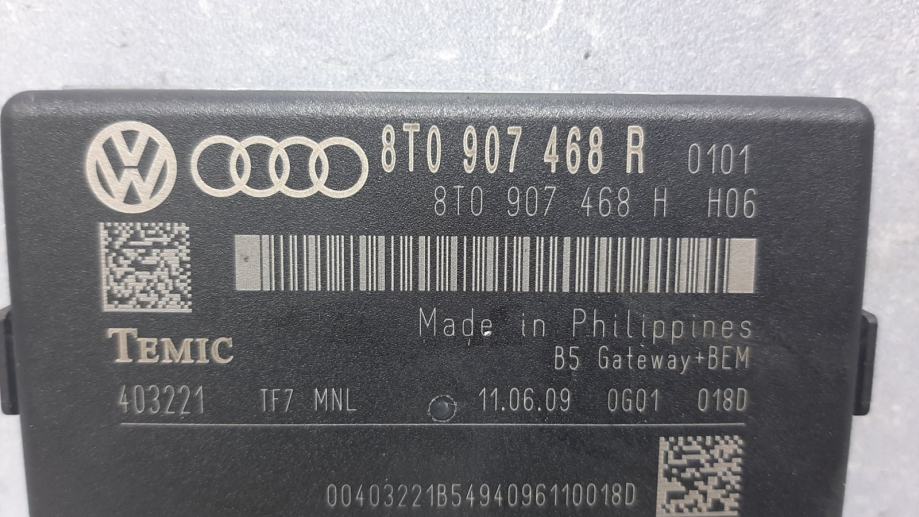 8T0 907 468 R 0101
8T0 907 468 H H06
Made in Philippines
TEMIC
B5 Gateway+BEM
403221 TF7 MNL 11.06.09 0G01 018D
00403221B5494096110018D